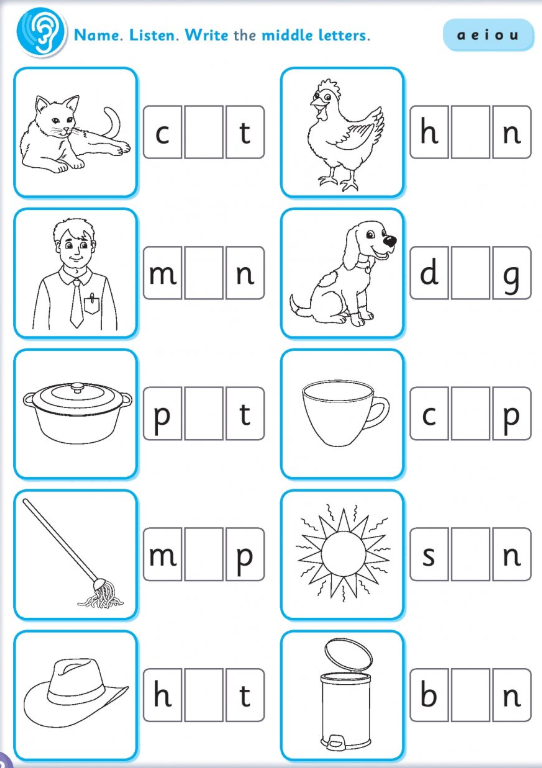 Name. Listen. Write the middle letters.
a e i o u
c t
h n
m n
d g
p t
c p
m p
s n
h t
b n